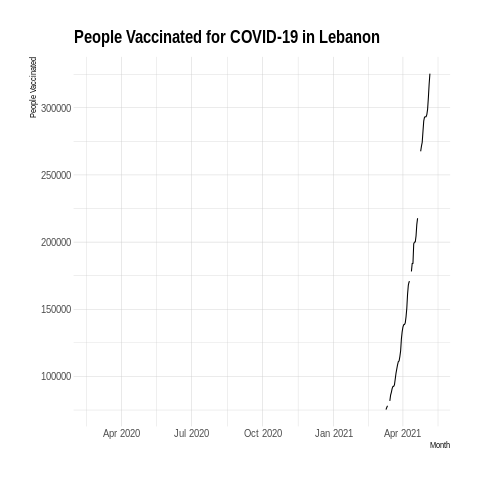 People Vaccinated for COVID-19 in Lebanon
People Vaccinated
300000
250000
200000
150000
100000
Apr 2020 Jul 2020 Oct 2020 Jan 2021 Apr 2021
Month